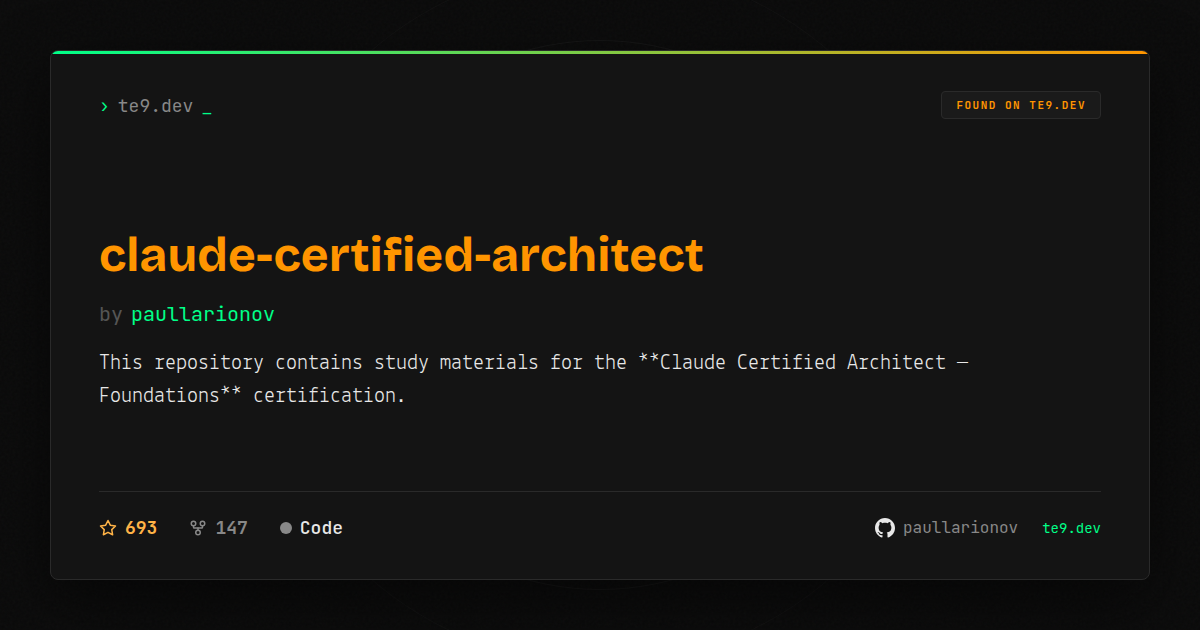 › te9.dev _
FOUND ON TE9.DEV
claude-certified-architect
by paullarionov
This repository contains study materials for the **Claude Certified Architect —
Foundations** certification.
693 147 Code
paullarionov te9.dev